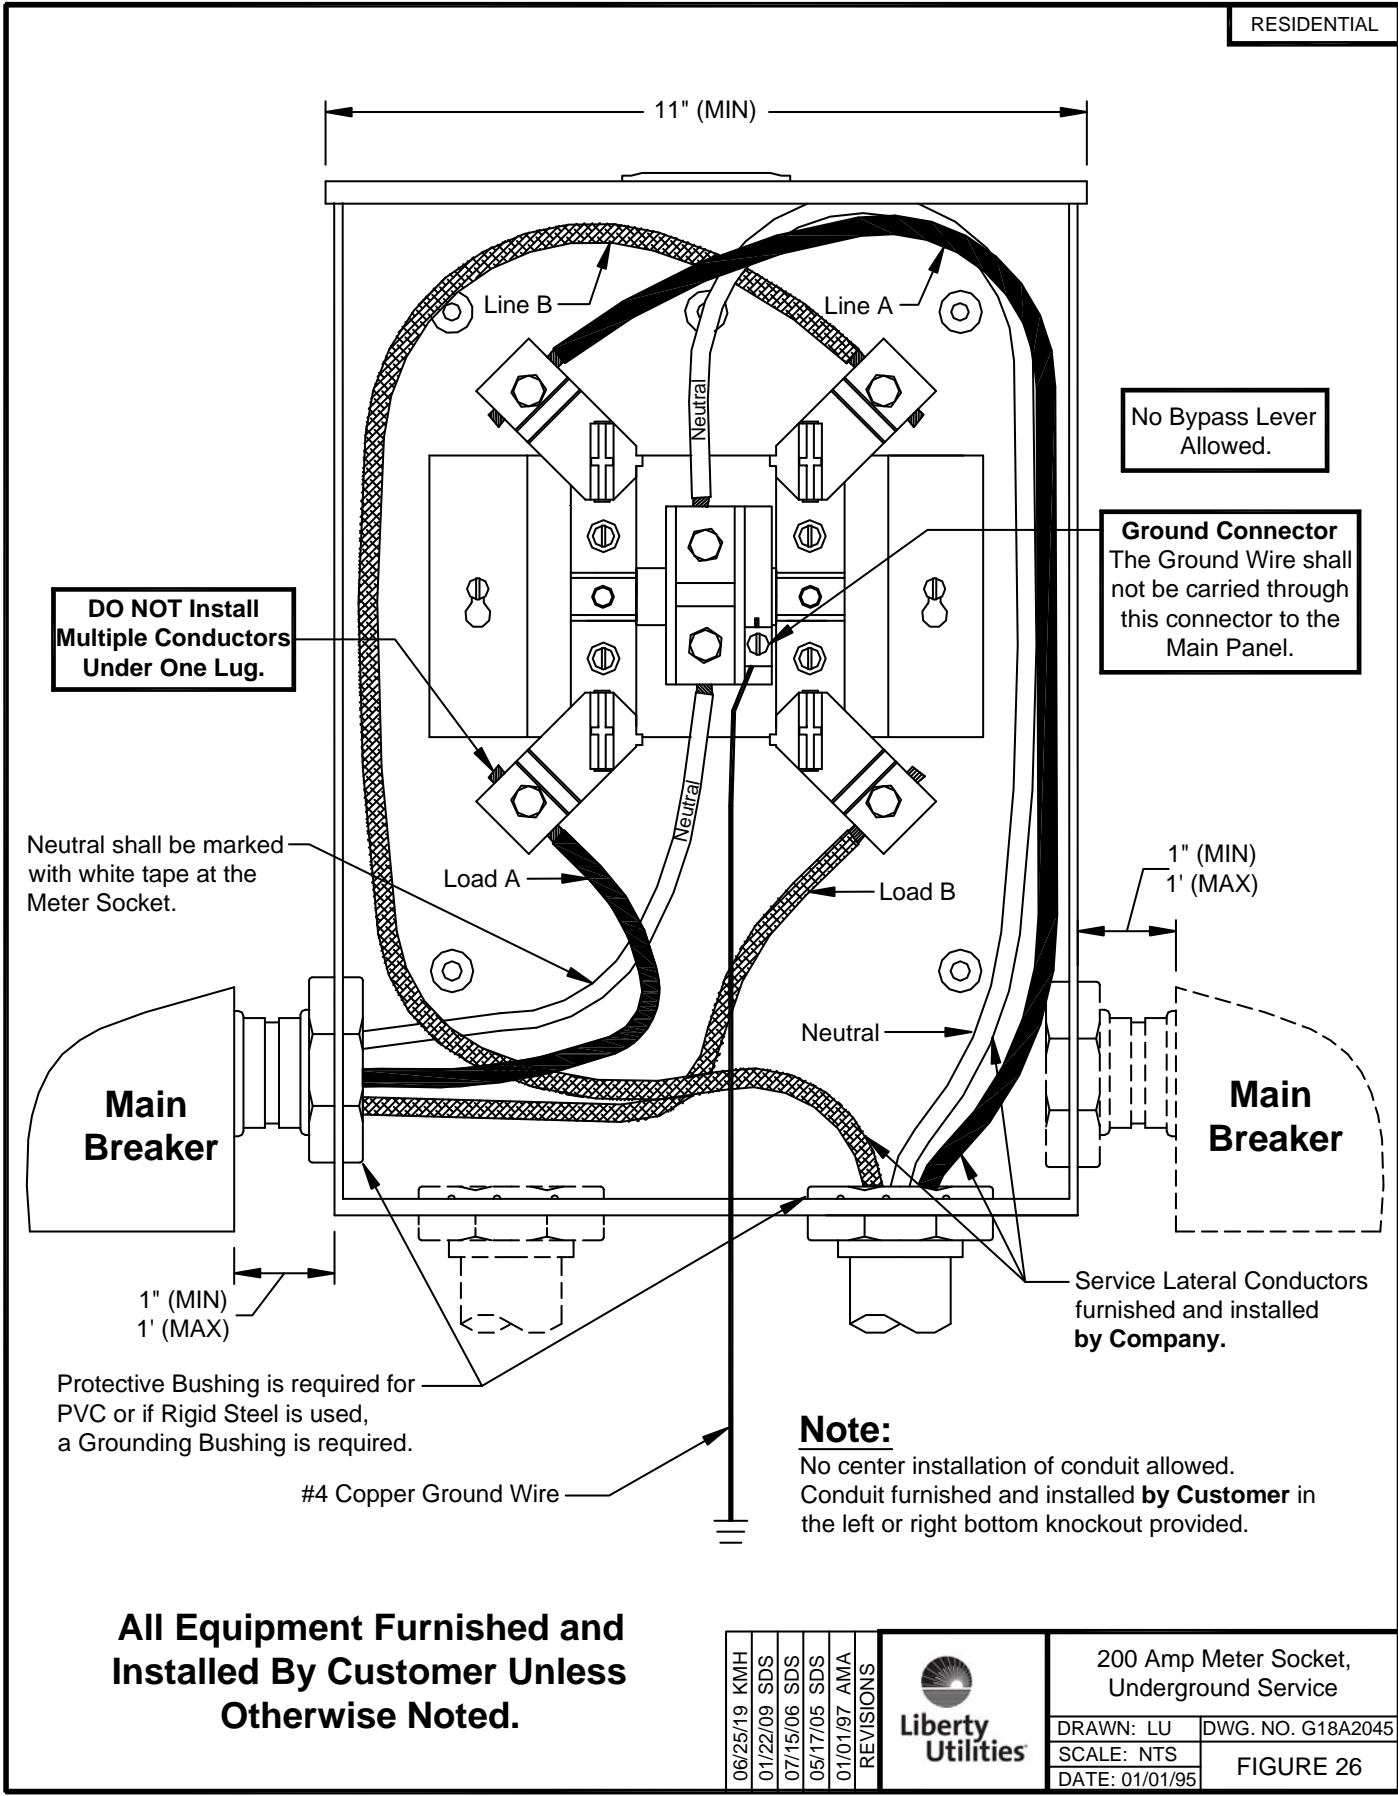 RESIDENTIAL
11" (MIN)
Line B
Line A
Neutral
No Bypass Lever
Allowed.
Ground Connector
The Ground Wire shall
not be carried through
this connector to the
Main Panel.
DO NOT Install
Multiple Conductors
Under One Lug.
Neutral
Neutral shall be marked
with white tape at the
Meter Socket.
Load A
Load B
1" (MIN)
1' (MAX)
Neutral
Main
Breaker
Main
Breaker
1" (MIN)
1' (MAX)
Service Lateral Conductors
furnished and installed
by Company.
Protective Bushing is required for
PVC or if Rigid Steel is used,
a Grounding Bushing is required.
#4 Copper Ground Wire
Note:
No center installation of conduit allowed.
Conduit furnished and installed by Customer in
the left or right bottom knockout provided.
All Equipment Furnished and
Installed By Customer Unless
Otherwise Noted.
06/25/19 KMH
01/22/09 SDS
07/15/06 SDS
05/17/05 SDS
01/01/97 AMA
REVISIONS
Liberty
Utilities
200 Amp Meter Socket,
Underground Service
DRAWN: LU
DWG. NO. G18A2045
SCALE: NTS
DATE: 01/01/95
FIGURE 26